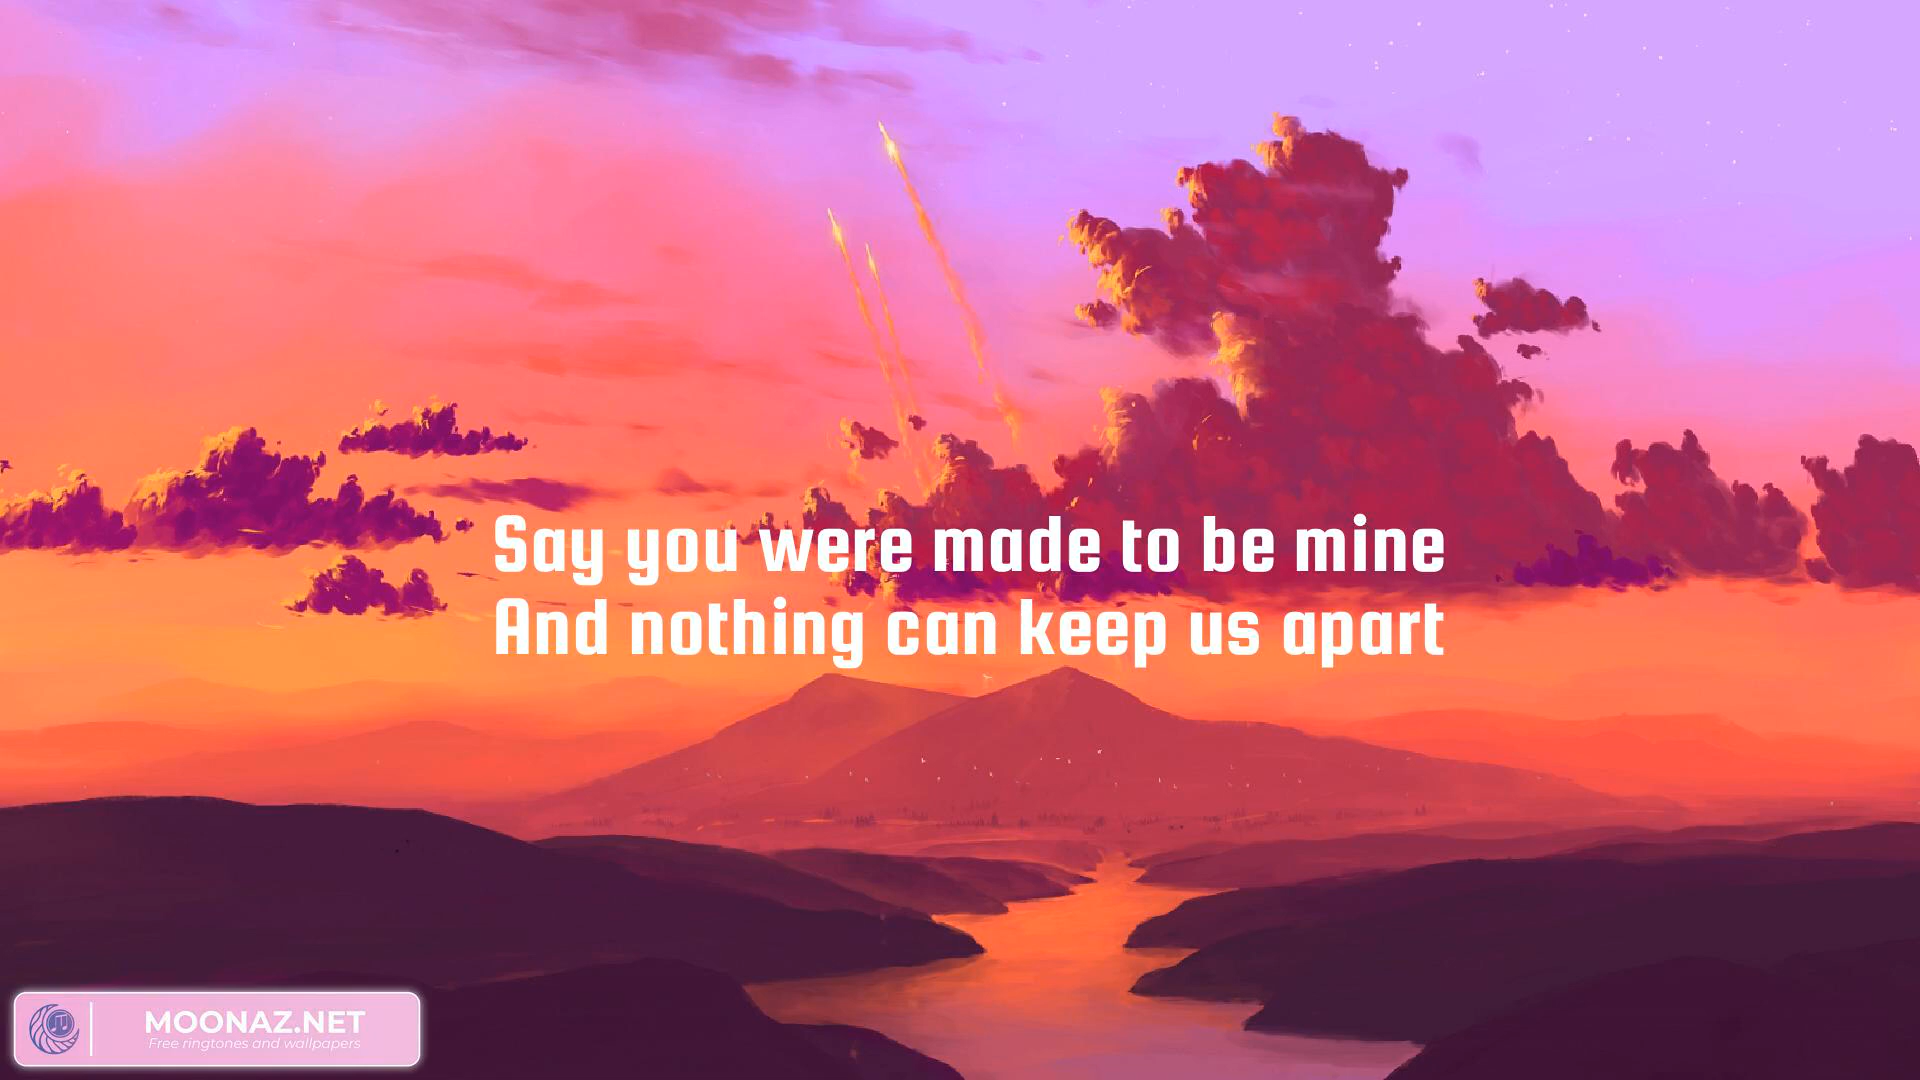 Say you were made to be mine
And nothing can keep us apart
MOONAZ.NET
Free ringtones and wallpapers